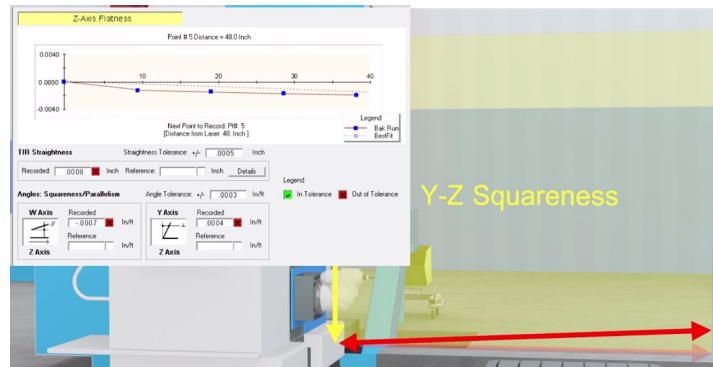 Z-Axis Flatness
Point # 5 Distance = 48.0 Inch
0.0040
0.0000
-0.0040
10 20 30 40
Next Point to Record: Pt# 5
[Distance from Laser: 48. Inch ]
Legend
Bak Run
BestFit
TIR Straightness Straightness Tolerance: +/- .0005 Inch
Recorded .0008 Inch Reference: Inch Details
Legend:
In Tolerance Out of Tolerance
Angles: Squareness/Parallelism Angle Tolerance: +/- .0003 In/ft
W Axis Recorded
-.0007 In/ft
Reference
In/ft
Z Axis
Y Axis Recorded
.0004 In/ft
Reference
In/ft
Z Axis
Y-Z Squareness